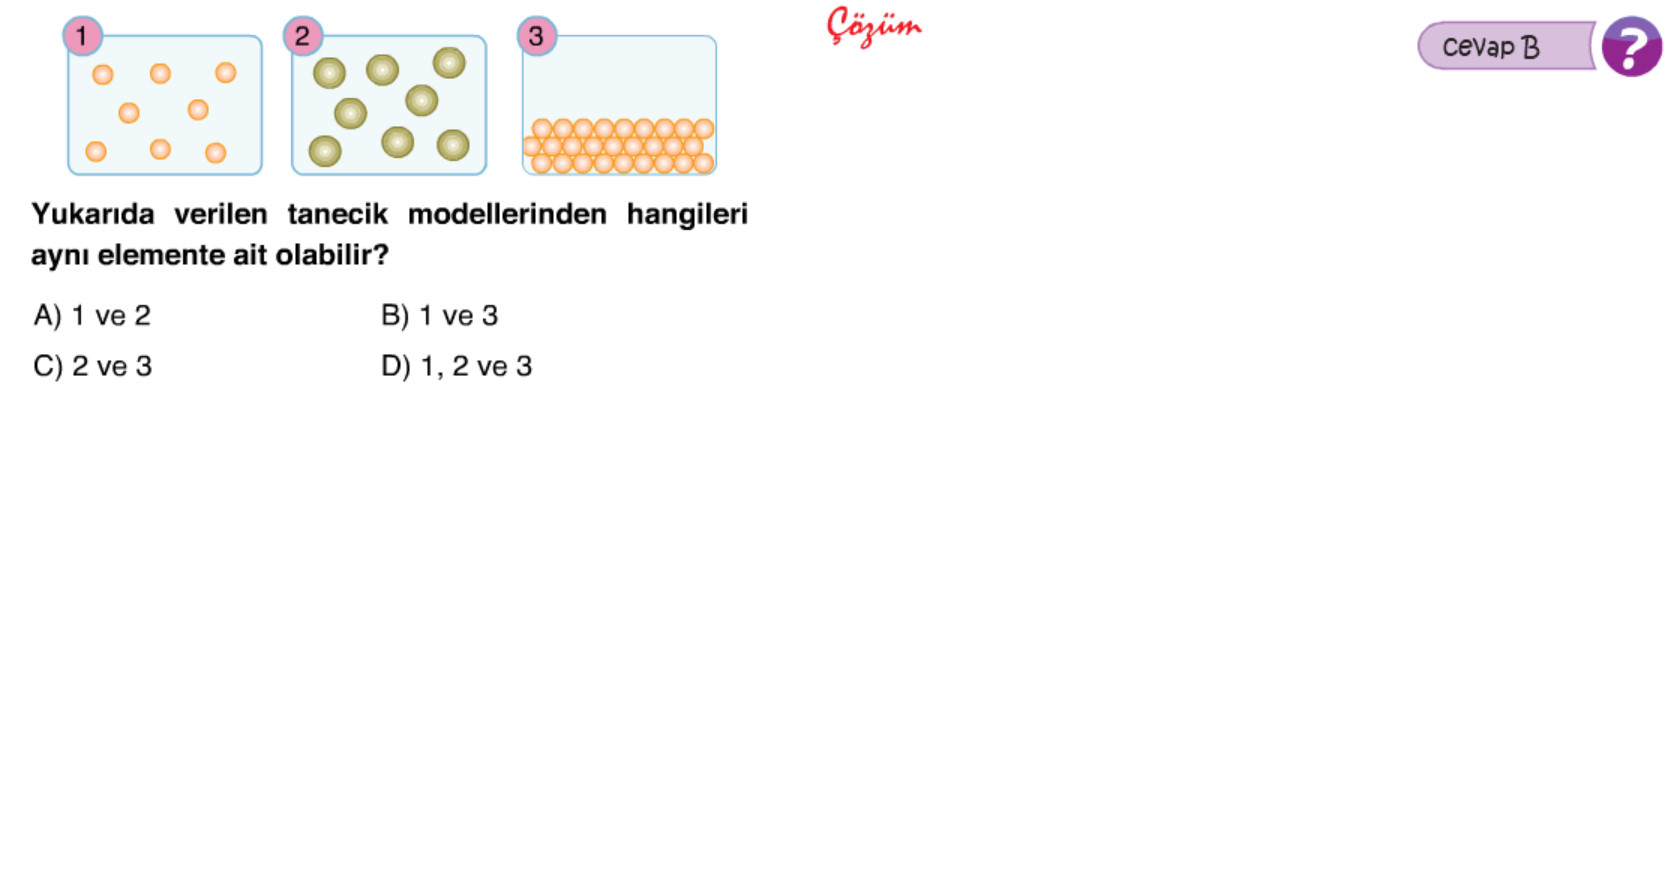 1
2
3
Yukarıda verilen tanecik modellerinden hangileri
aynı elemente ait olabilir?
A) 1 ve 2
B) 1 ve 3
C) 2 ve 3
D) 1, 2 ve 3
Çözüm
cevap B
?